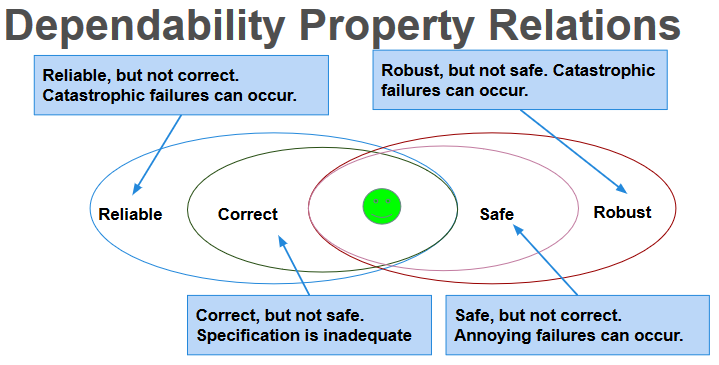 Dependability Property Relations
Reliable, but not correct.
Catastrophic failures can occur.
Robust, but not safe. Catastrophic
failures can occur.
Reliable
Correct
Safe
Robust
Correct, but not safe.
Specification is inadequate
Safe, but not correct.
Annoying failures can occur.